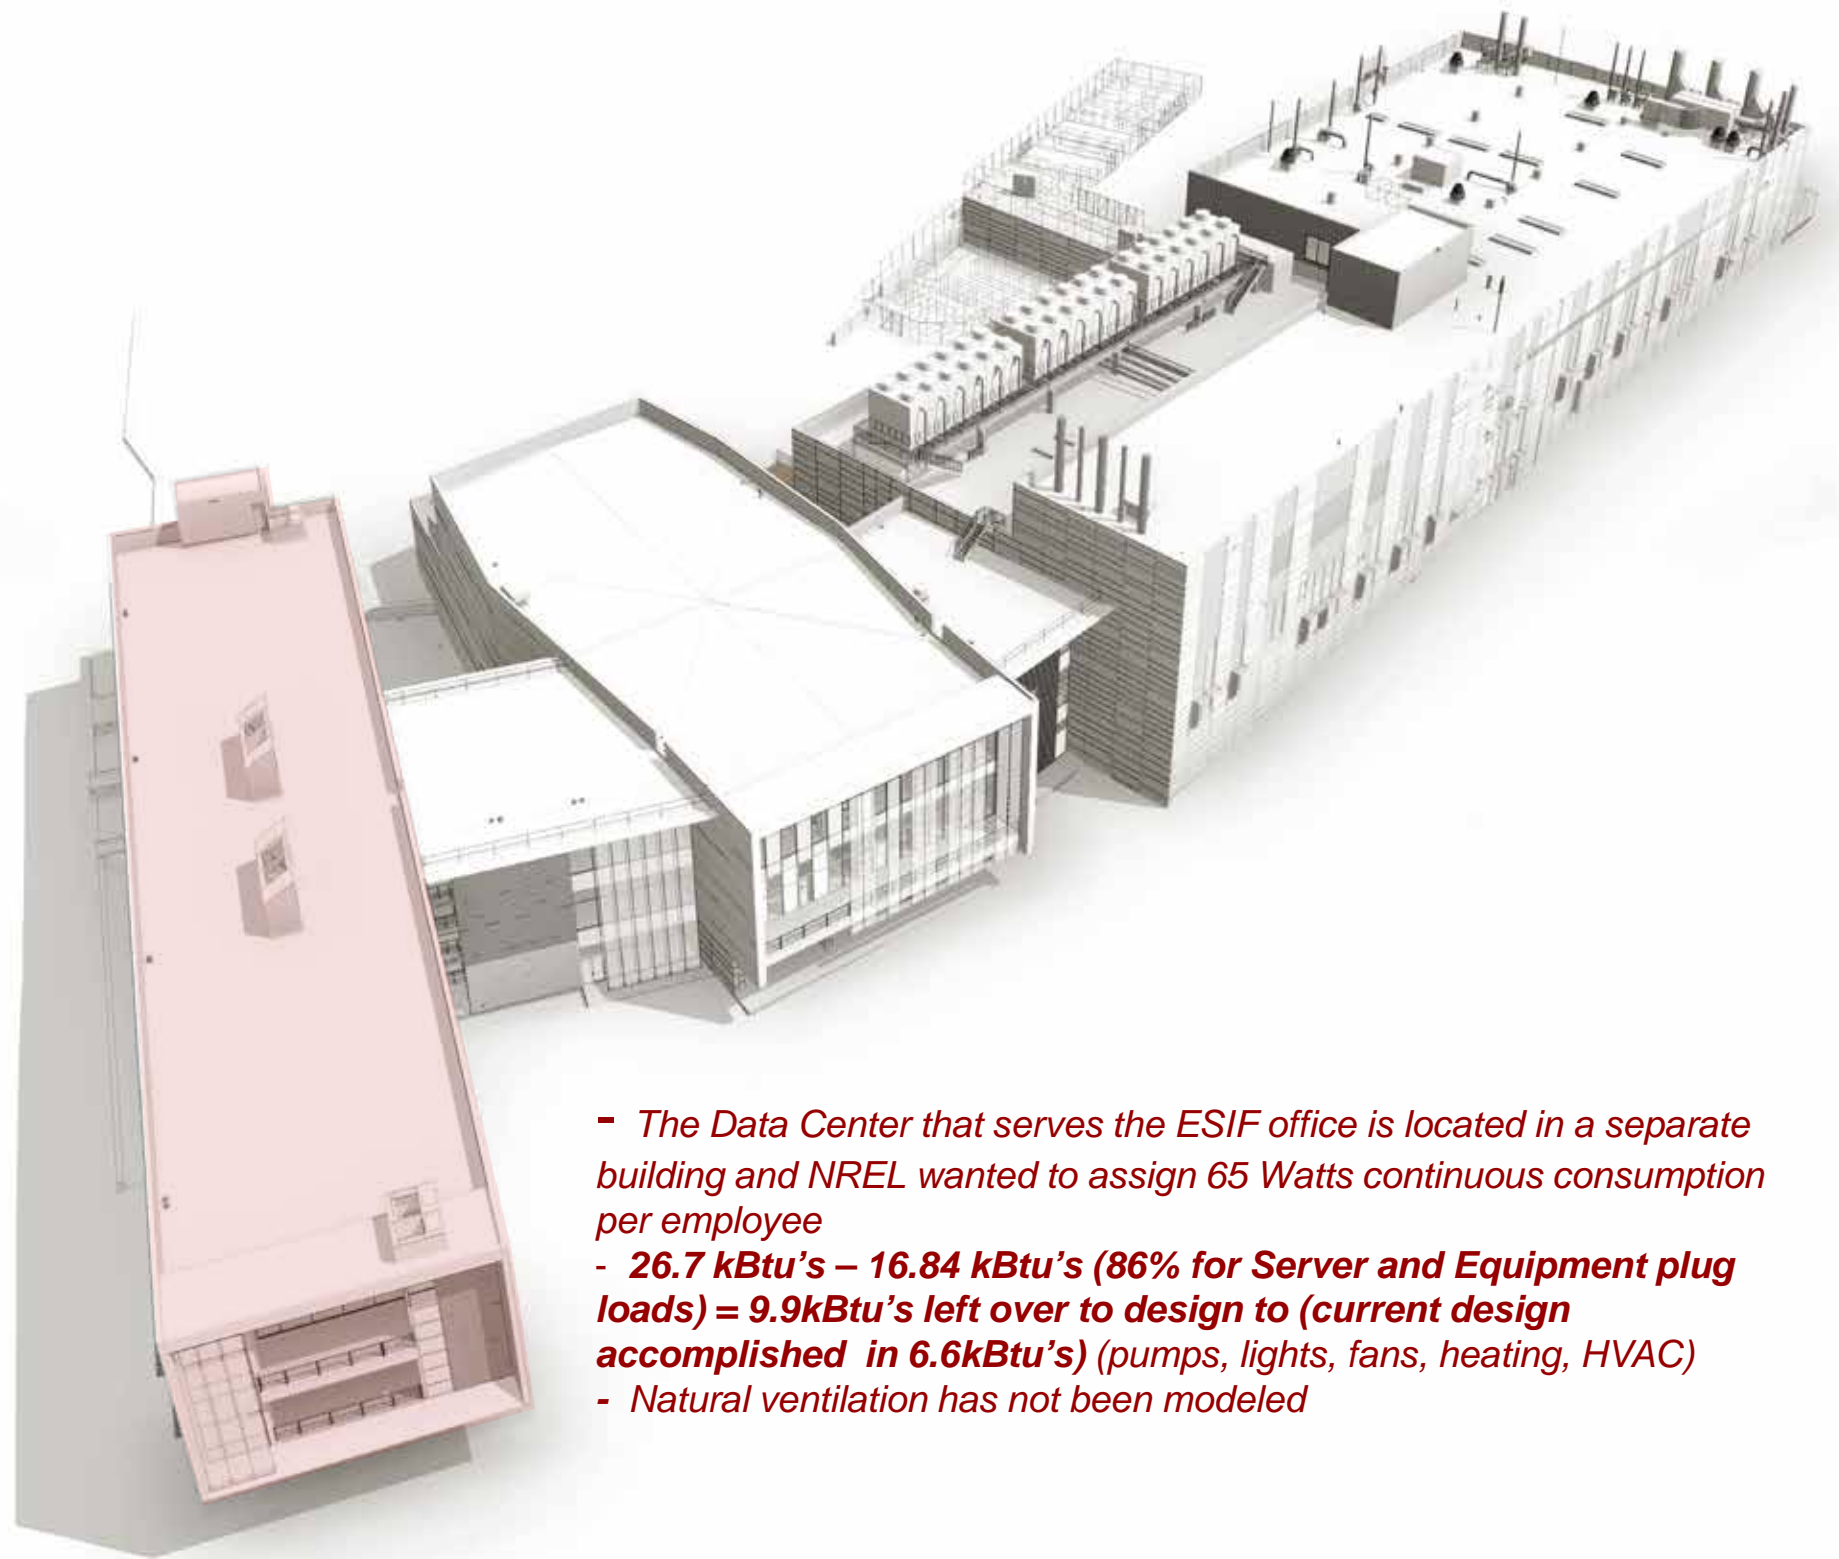 - The Data Center that serves the ESIF office is located in a separate
building and NREL wanted to assign 65 Watts continuous consumption
per employee
- 26.7 kBtu’s – 16.84 kBtu’s (86% for Server and Equipment plug
loads) = 9.9kBtu’s left over to design to (current design
accomplished in 6.6kBtu’s) (pumps, lights, fans, heating, HVAC)
- Natural ventilation has not been modeled